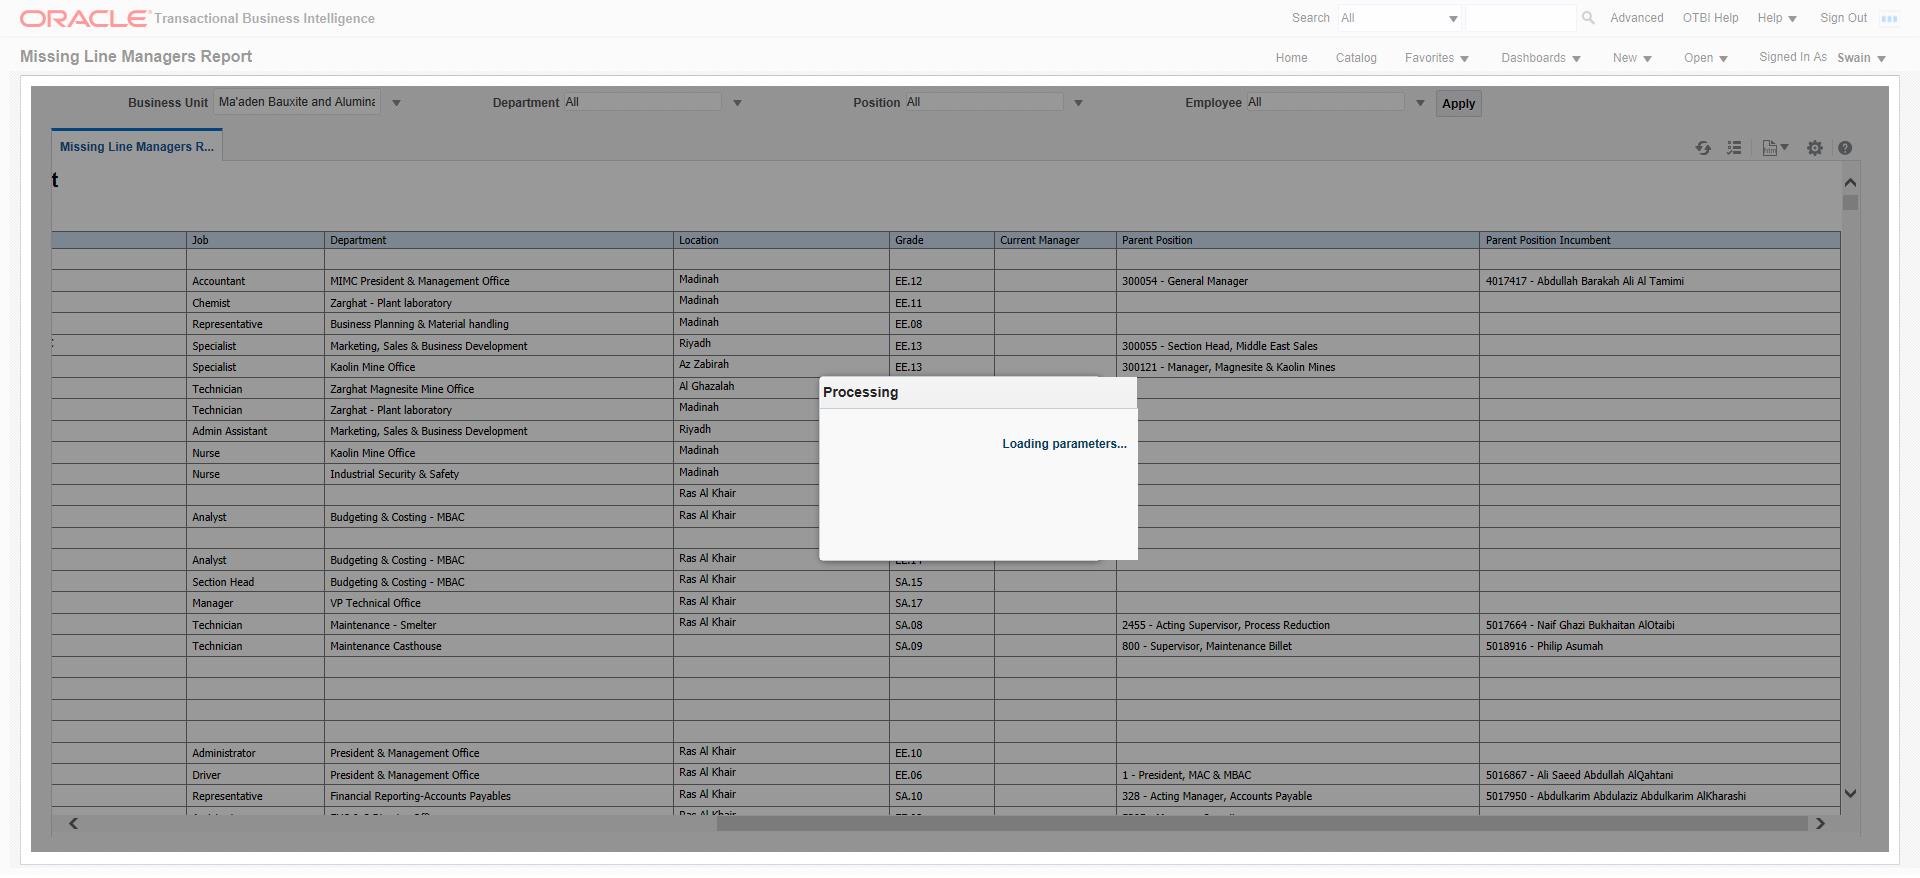 ORACLE Transactional Business Intelligence
Search All Advanced OTBI Help Help Sign Out
Missing Line Managers Report
Home Catalog Favorites Dashboards New Open Signed In As Swain
Business Unit Ma'aden Bauxite and Alumina Department All Position All Employee All Apply
Missing Line Managers R...
t
Job Department Location Grade Current Manager Parent Position Parent Position Incumbent
Accountant MIMC President & Management Office Madinah EE.12 300054 - General Manager 4017417 - Abdullah Barakah Ali Al Tamimi
Chemist Zarghat - Plant laboratory Madinah EE.11
Representative Business Planning & Material handling Madinah EE.08
Specialist Marketing, Sales & Business Development Riyadh EE.13 300055 - Section Head, Middle East Sales
Specialist Kaolin Mine Office Az Zabirah EE.13 300121 - Manager, Magnesite & Kaolin Mines
Technician Zarghat Magnesite Mine Office Al Ghazalah
Technician Zarghat - Plant laboratory Madinah
Admin Assistant Marketing, Sales & Business Development Riyadh
Nurse Kaolin Mine Office Madinah
Nurse Industrial Security & Safety Madinah
Ras Al Khair
Analyst Budgeting & Costing - MBAC Ras Al Khair
Analyst Budgeting & Costing - MBAC Ras Al Khair
Section Head Budgeting & Costing - MBAC Ras Al Khair SA.15
Manager VP Technical Office Ras Al Khair SA.17
Technician Maintenance - Smelter Ras Al Khair SA.08 2455 - Acting Supervisor, Process Reduction 5017664 - Naif Ghazi Bukhaitan AlOtaibi
Technician Maintenance Casthouse SA.09 800 - Supervisor, Maintenance Billet 5018916 - Philip Asumah
Administrator President & Management Office Ras Al Khair EE.10
Driver President & Management Office Ras Al Khair EE.06 1 - President, MAC & MBAC 5016867 - Ali Saeed Abdullah AlQahtani
Representative Financial Reporting-Accounts Payables Ras Al Khair SA.10 328 - Acting Manager, Accounts Payable 5017950 - Abdulkarim Abdulaziz Abdulkarim AlKharashi
Ras Al Khair
Processing
Loading parameters...